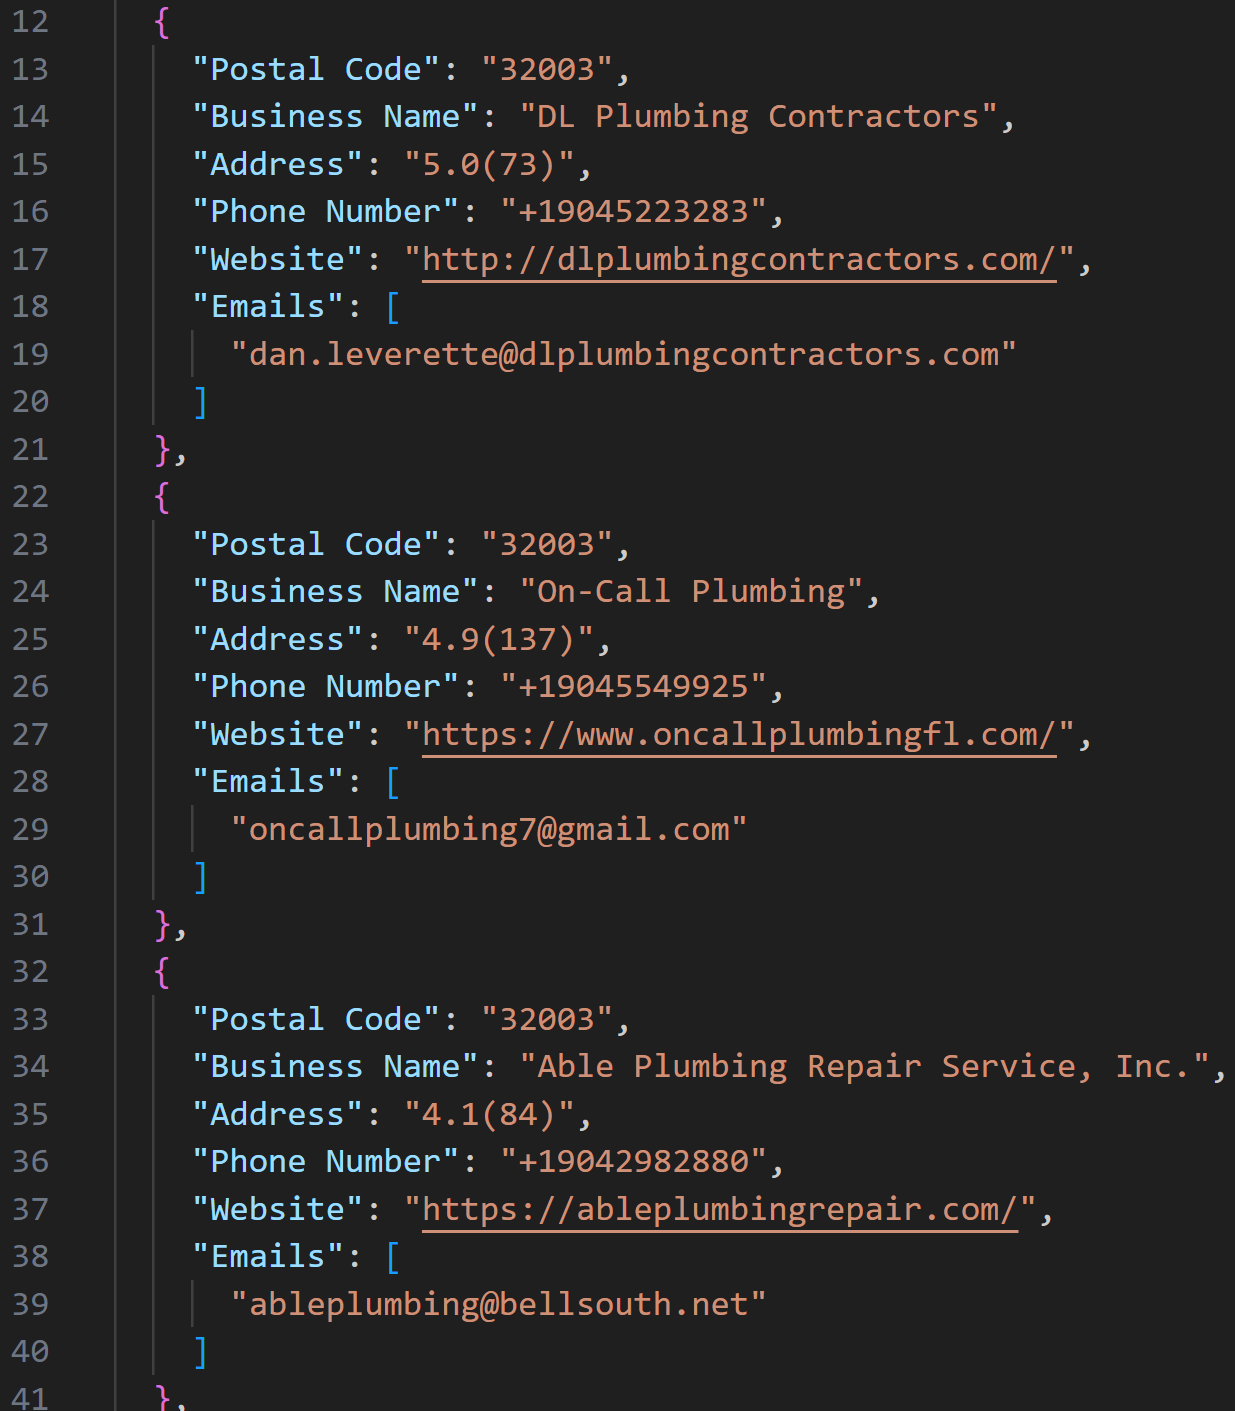 12 {
13 "Postal Code": "32003",
14 "Business Name": "DL Plumbing Contractors",
15 "Address": "5.0(73)",
16 "Phone Number": "+19045223283",
17 "Website": "http://dlplumbingcontractors.com/",
18 "Emails": [
19 "dan.leverette@dlplumbingcontractors.com"
20 ]
21 },
22 {
23 "Postal Code": "32003",
24 "Business Name": "On-Call Plumbing",
25 "Address": "4.9(137)",
26 "Phone Number": "+19045549925",
27 "Website": "https://www.oncallplumbingfl.com/",
28 "Emails": [
29 "oncallplumbing7@gmail.com"
30 ]
31 },
32 {
33 "Postal Code": "32003",
34 "Business Name": "Able Plumbing Repair Service, Inc.",
35 "Address": "4.1(84)",
36 "Phone Number": "+19042982880",
37 "Website": "https://ableplumbingrepair.com/",
38 "Emails": [
39 "ableplumbing@bellsouth.net"
40 ]
41 },